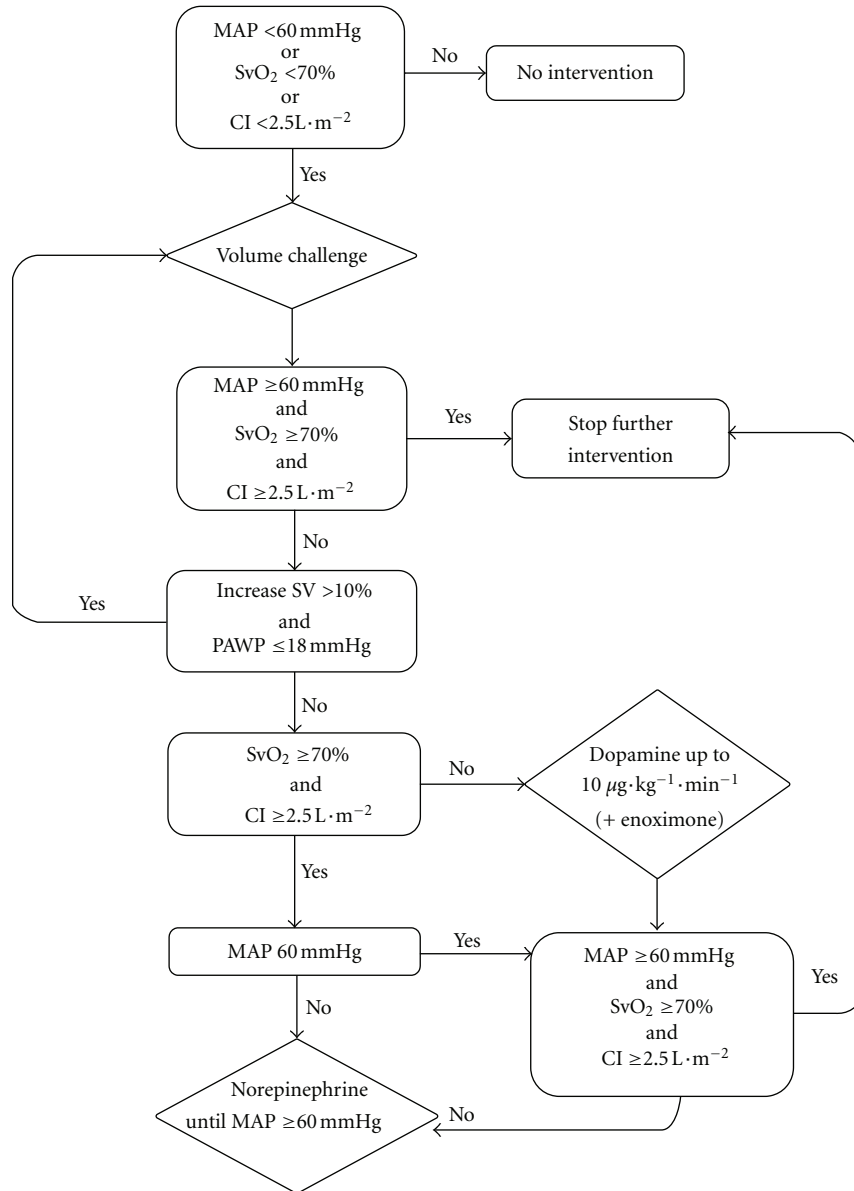 MAP <60 mmHg
or
SvO₂ <70%
or
CI <2.5L·m⁻²
No
No intervention
Yes
Volume challenge
MAP ≥60 mmHg
and
SvO₂ ≥70%
and
CI ≥2.5 L·m⁻²
Yes
Stop further
intervention
No
Increase SV >10%
and
PAWP ≤18 mmHg
Yes
No
SvO₂ ≥70%
and
CI ≥2.5 L·m⁻²
No
Dopamine up to
10 μg·kg⁻¹·min⁻¹
(+ enoximone)
Yes
MAP 60 mmHg
Yes
MAP ≥60 mmHg
and
SvO₂ ≥70%
and
CI ≥2.5 L·m⁻²
Yes
No
Norepinephrine
until MAP ≥60 mmHg
No